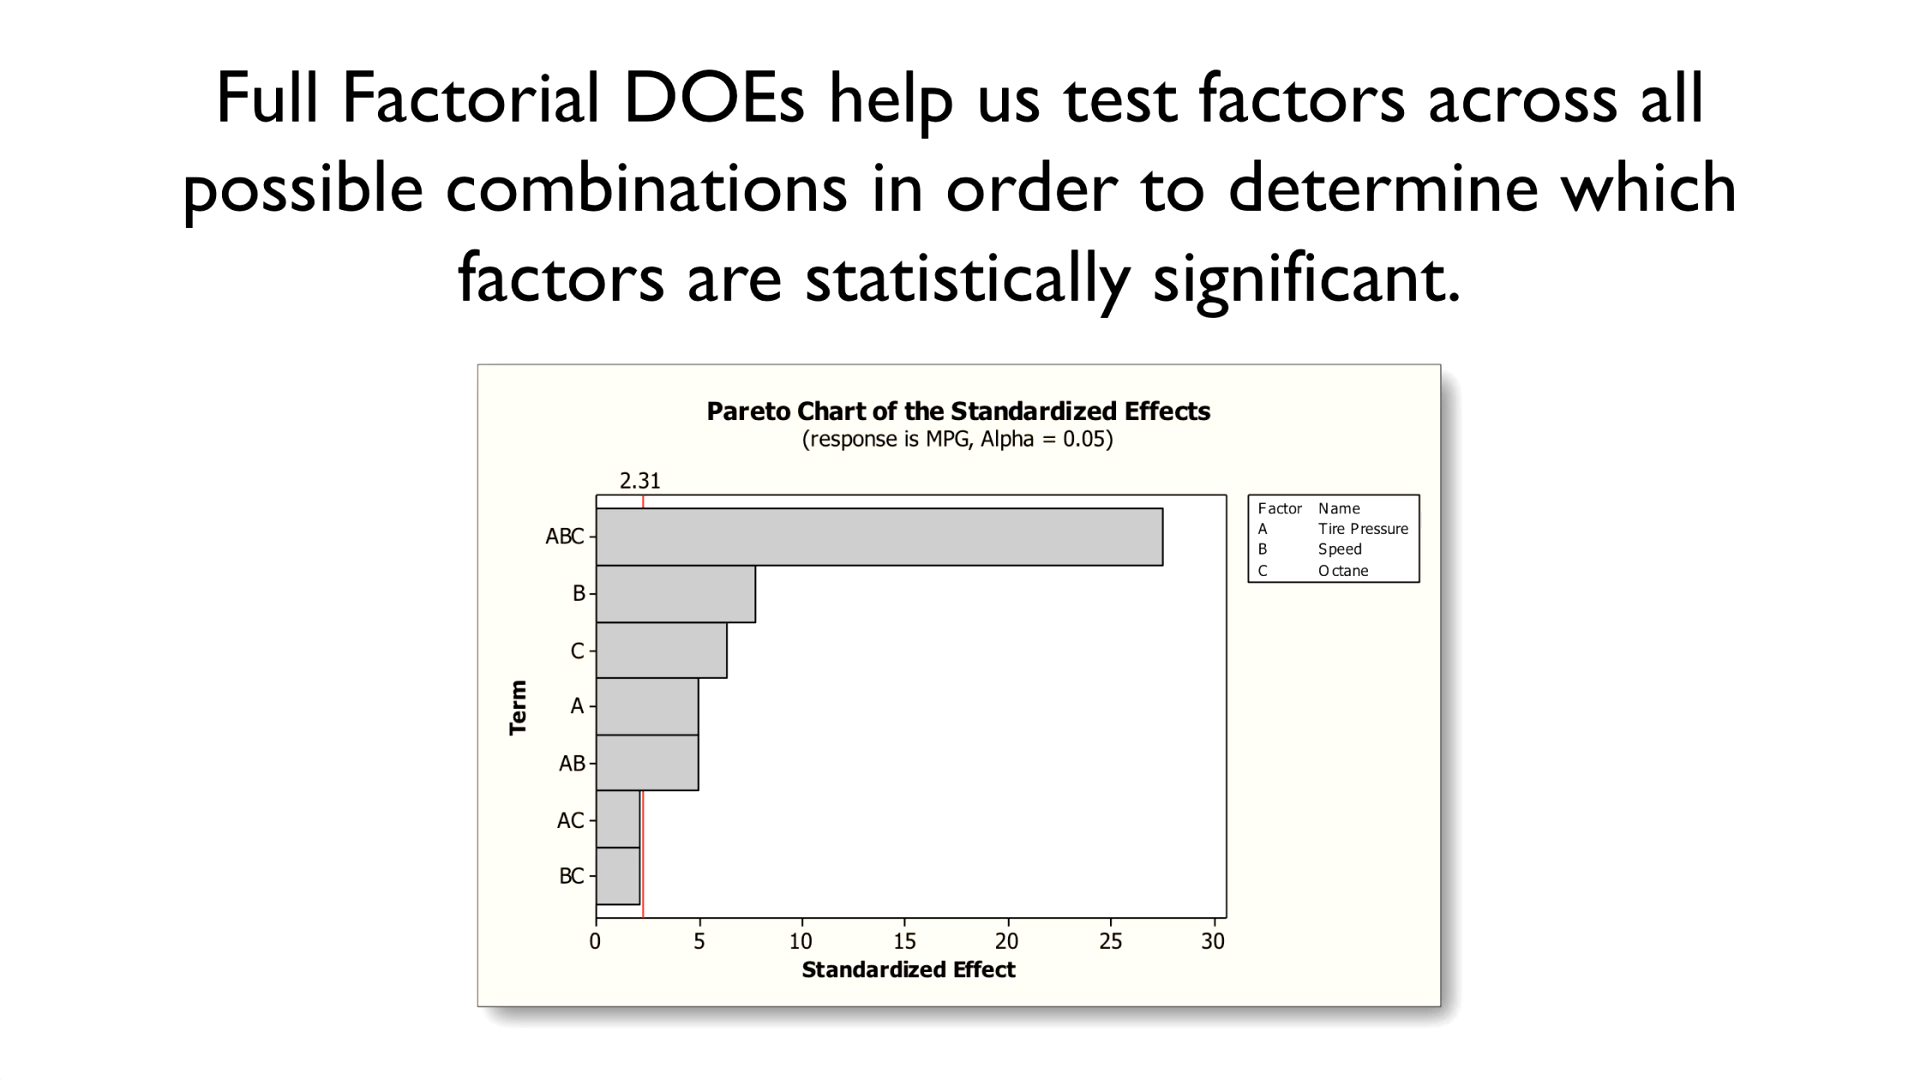 Full Factorial DOEs help us test factors across all
possible combinations in order to determine which
factors are statistically significant.
Pareto Chart of the Standardized Effects
(response is MPG, Alpha = 0.05)
2.31
Factor Name
A Tire Pressure
B Speed
C Octane
Term
ABC
B
C
A
AB
AC
BC
0 5 10 15 20 25 30
Standardized Effect